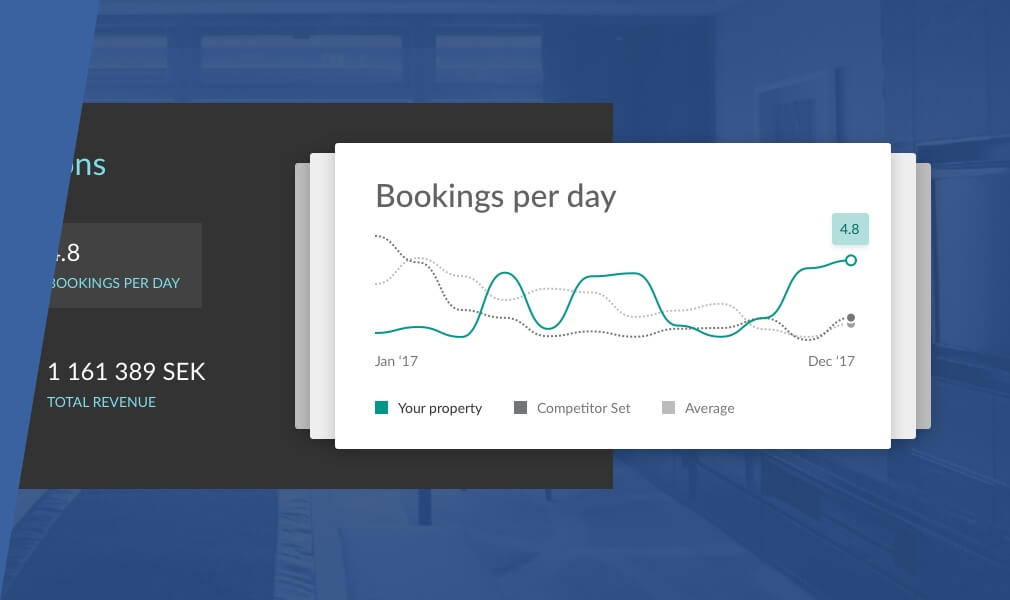 4.8
BOOKINGS PER DAY
1 161 389 SEK
TOTAL REVENUE
Bookings per day
4.8
Jan ‘17
Dec ‘17
Your property
Competitor Set
Average